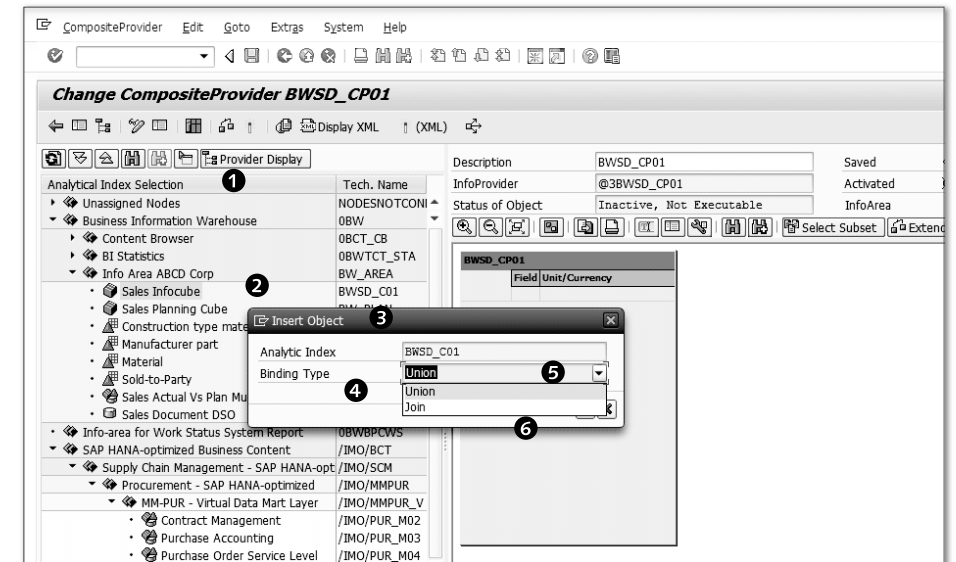 CompositeProvider Edit Goto Extras System Help
Change CompositeProvider BWSD_CP01
Display XML (XML)
Provider Display
1
Analytical Index Selection Tech. Name
Unassigned Nodes NODESNOTCONI
Business Information Warehouse 0BW
Content Browser 0BCT_CB
BI Statistics 0BWTCT_STA
Info Area ABCD Corp BW_AREA
Sales Infocube BWSD_C01
2
Sales Planning Cube
Construction type mate
Manufacturer part
Material
Sold-to-Party
Sales Actual Vs Plan Mu
Sales Document DSO
Info-area for Work Status System Report 0BWBPCWS
SAP HANA-optimized Business Content /IMO/BCT
Supply Chain Management - SAP HANA-opt /IMO/SCM
Procurement - SAP HANA-optimized /IMO/MMPUR
MM-PUR - Virtual Data Mart Layer /IMO/MMPUR_V
Contract Management /IMO/PUR_M02
Purchase Accounting /IMO/PUR_M03
Purchase Order Service Level /IMO/PUR_M04
Description BWSD_CP01 Saved
InfoProvider @3BWSD_CP01 Activated
Status of Object Inactive, Not Executable InfoArea
Select Subset Extend
BWSD_CP01
Field Unit/Currency
Insert Object 3
Analytic Index BWSD_C01
Binding Type Union 5
4
Union
Join
6